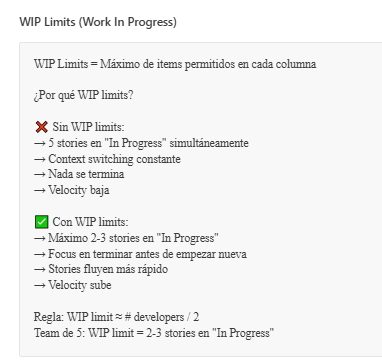 WIP Limits (Work In Progress)
WIP Limits = Máximo de items permitidos en cada columna
¿Por qué WIP limits?
❌ Sin WIP limits:
→ 5 stories en "In Progress" simultáneamente
→ Context switching constante
→ Nada se termina
→ Velocity baja
✅ Con WIP limits:
→ Máximo 2-3 stories en "In Progress"
→ Focus en terminar antes de empezar nueva
→ Stories fluyen más rápido
→ Velocity sube
Regla: WIP limit ≈ # developers / 2
Team de 5: WIP limit = 2-3 stories en "In Progress"